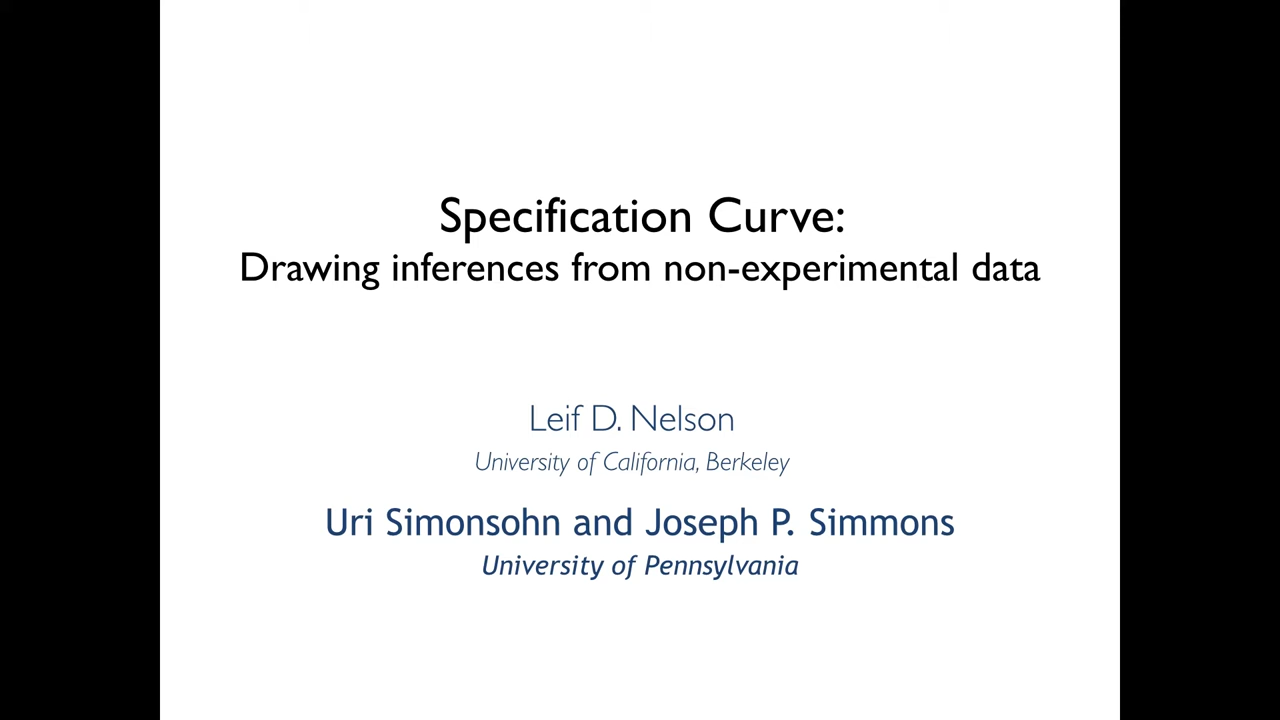 Specification Curve:
Drawing inferences from non-experimental data
Leif D. Nelson
University of California, Berkeley
Uri Simonsohn and Joseph P. Simmons
University of Pennsylvania